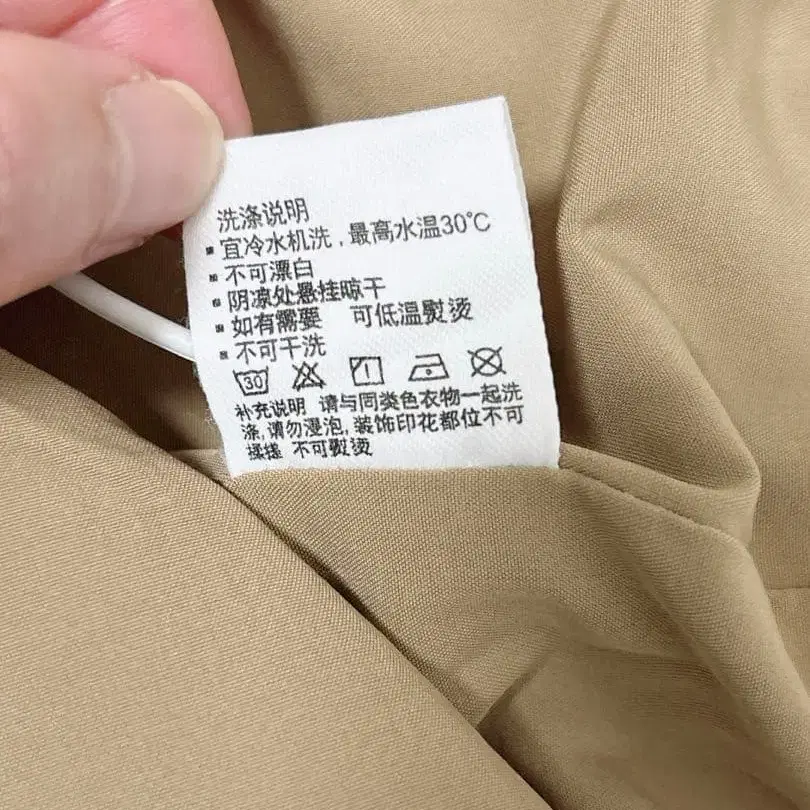 洗涤说明
宜冷水机洗，最高水温30℃
不可漂白
阴凉处悬挂晾干
如有需要 可低温熨烫
不可干洗
30
补充说明 请与同类色衣物一起洗
涤,请勿浸泡,装饰印花都位不可
揉搓 不可熨烫